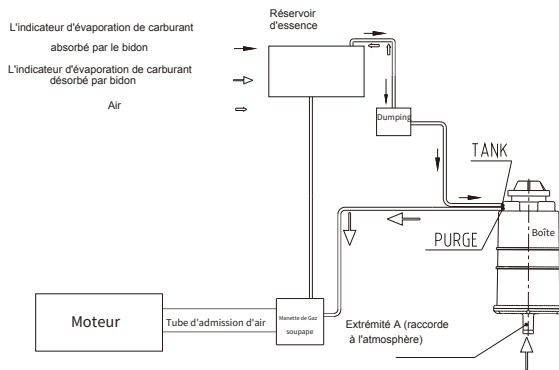 L'indicateur d'évaporation de carburant
absorbé par le bidon
L'indicateur d'évaporation de carburant
désorbé par bidon
Air
Réservoir
d'essence
Dumping
TANK
PURGE
Boîte
Moteur
Tube d'admission d'air
Manette de Gaz
soupape
Extrémité A (raccorde
à l'atmosphère)